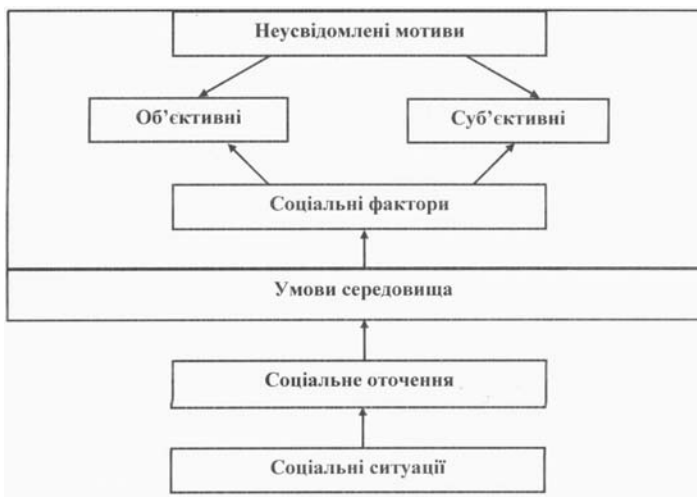 Неусвідомлені мотиви
Об’єктивні
Суб’єктивні
Соціальні фактори
Умови середовища
Соціальне оточення
Соціальні ситуації